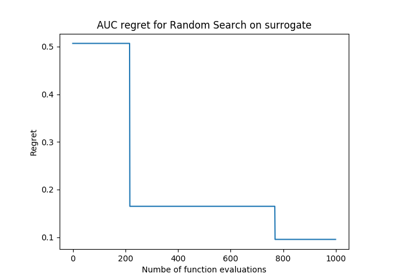 AUC regret for Random Search on surrogate
0.5
0.4
0.3
0.2
0.1
Regret
0 200 400 600 800 1000
Numbe of function evaluations